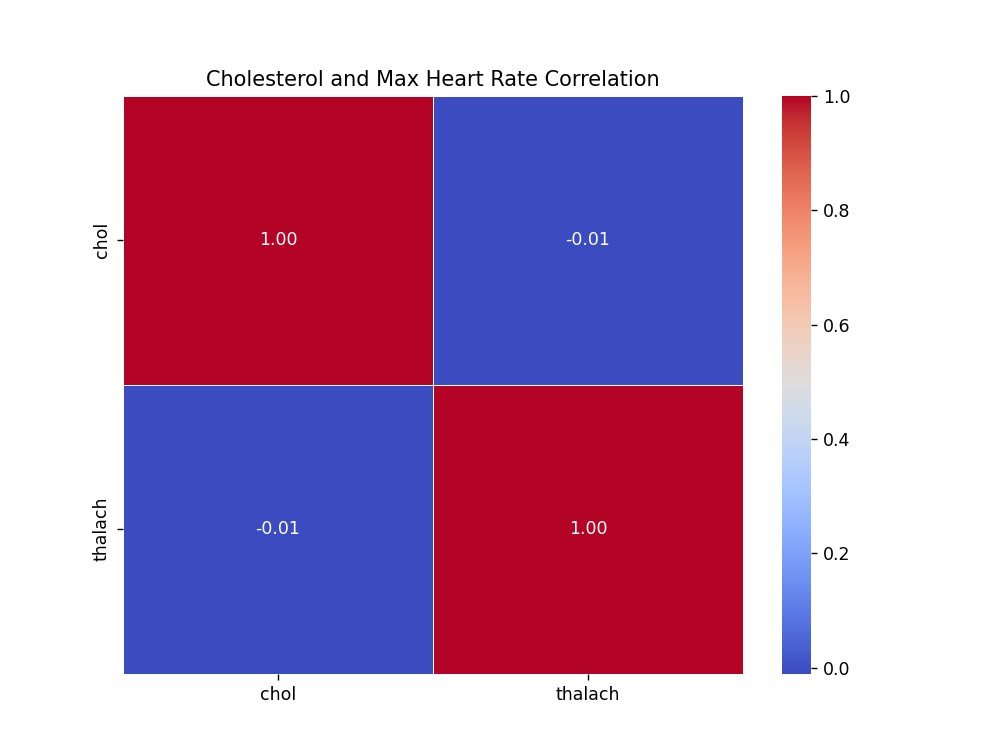 Cholesterol and Max Heart Rate Correlation
chol
1.00
-0.01
thalach
-0.01
1.00
chol
thalach
1.0
0.8
0.6
0.4
0.2
0.0